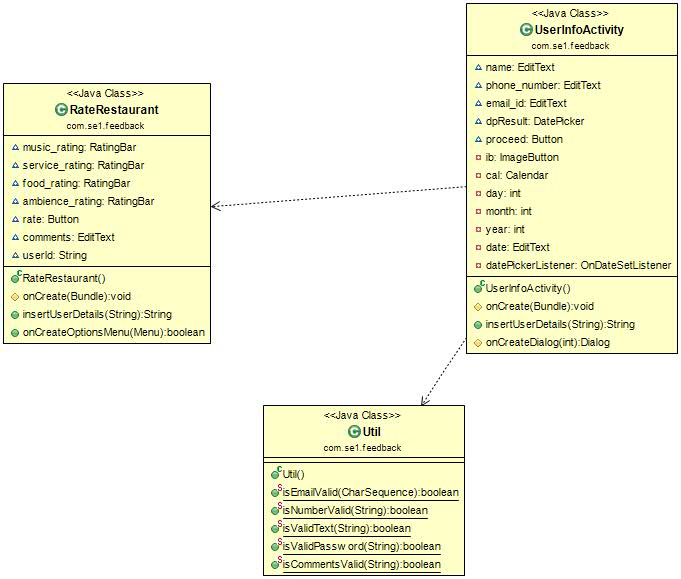 <<Java Class>>
RateRestaurant
com.se1.feedback
music_rating: RatingBar
service_rating: RatingBar
food_rating: RatingBar
ambience_rating: RatingBar
rate: Button
comments: EditText
userId: String
RateRestaurant()
onCreate(Bundle):void
insertUserDetails(String):String
onCreateOptionsMenu(Menu):boolean
<<Java Class>>
UserInfoActivity
com.se1.feedback
name: EditText
phone_number: EditText
email_id: EditText
dpResult: DatePicker
proceed: Button
ib: ImageButton
cal: Calendar
day: int
month: int
year: int
date: EditText
datePickerListener: OnDateSetListener
UserInfoActivity()
onCreate(Bundle):void
insertUserDetails(String):String
onCreateDialog(int):Dialog
<<Java Class>>
Util
com.se1.feedback
Util()
isEmailValid(CharSequence):boolean
isNumberValid(String):boolean
isValidText(String):boolean
isValidPassword(String):boolean
isCommentsValid(String):boolean